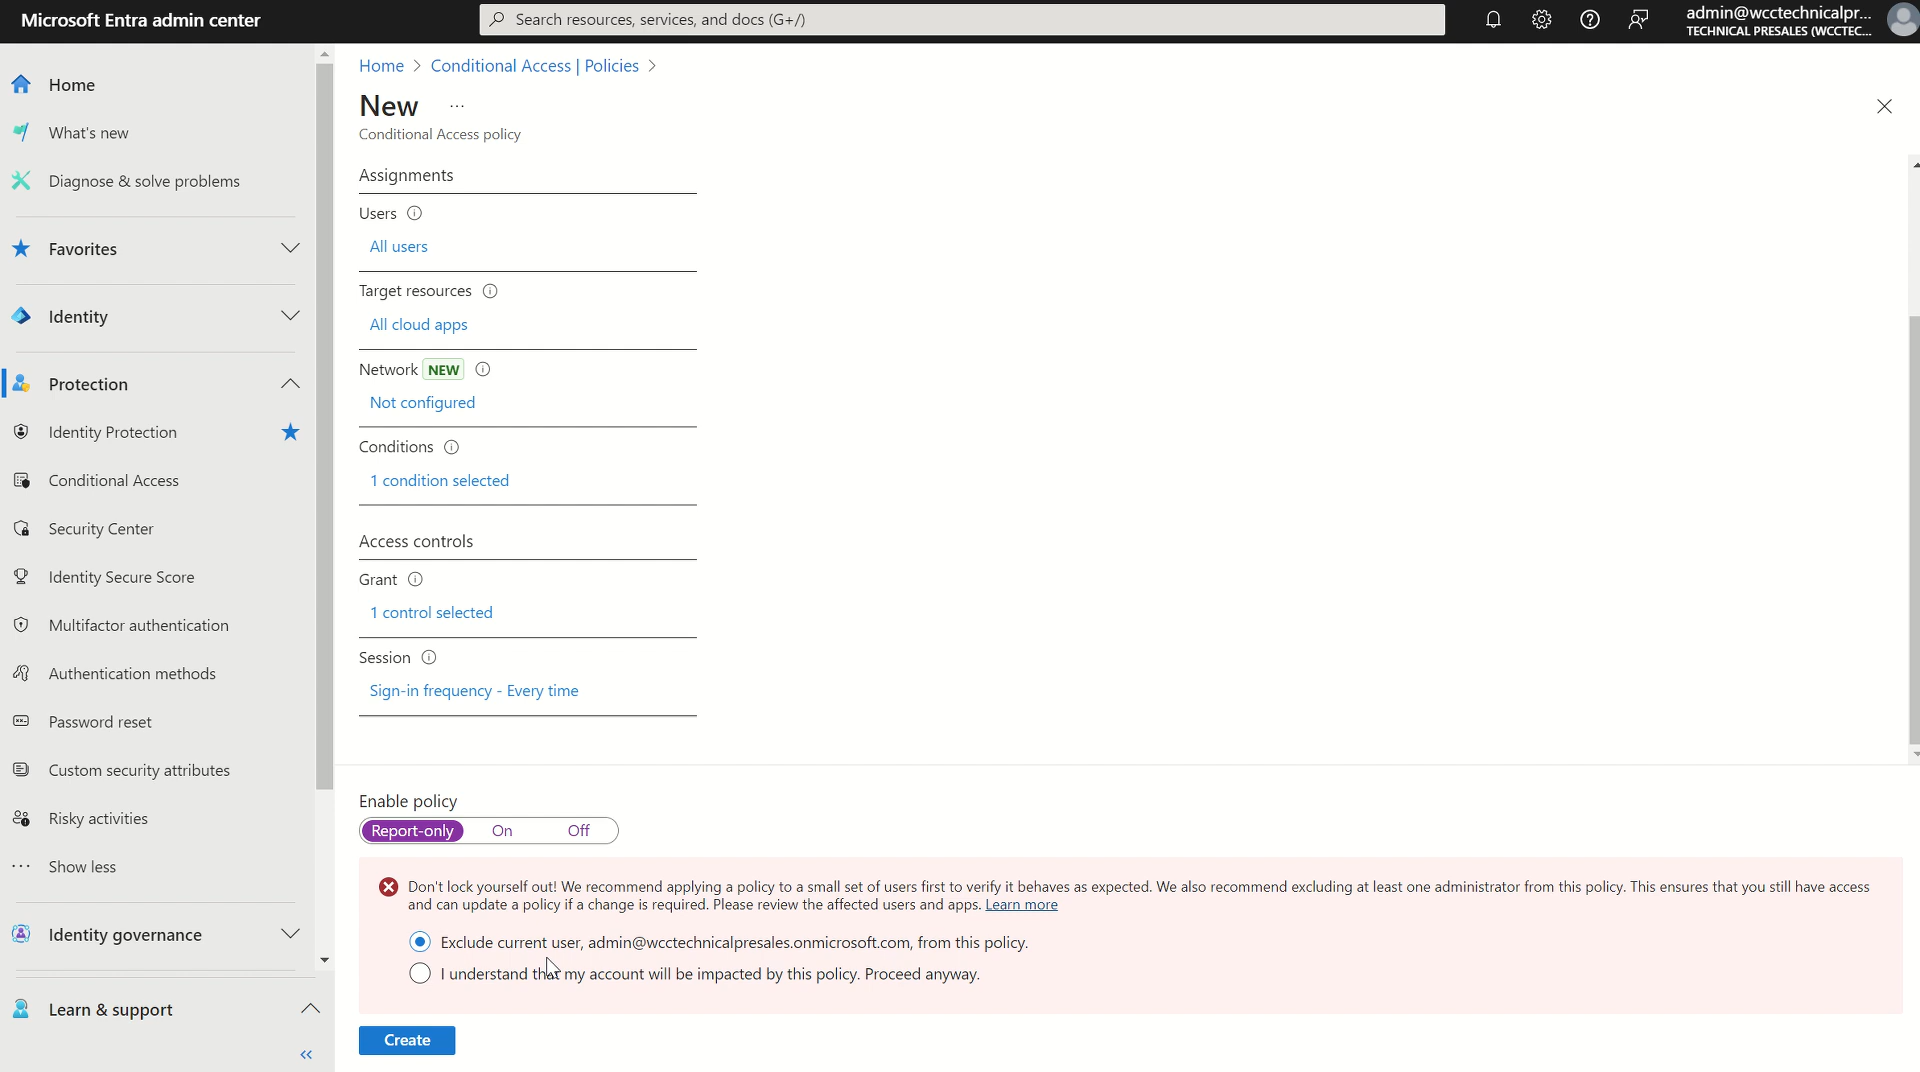 Microsoft Entra admin center
Search resources, services, and docs (G+/)
admin@wcctechnicalpr...
TECHNICAL PRESALES (WCCTEC...
Home
What's new
Diagnose & solve problems
Favorites
Identity
Protection
Identity Protection
Conditional Access
Security Center
Identity Secure Score
Multifactor authentication
Authentication methods
Password reset
Custom security attributes
Risky activities
Show less
Identity governance
Learn & support
Home > Conditional Access | Policies >
New ...
Conditional Access policy
Assignments
Users
All users
Target resources
All cloud apps
Network NEW
Not configured
Conditions
1 condition selected
Access controls
Grant
1 control selected
Session
Sign-in frequency - Every time
Enable policy
Report-only On Off
Don't lock yourself out! We recommend applying a policy to a small set of users first to verify it behaves as expected. We also recommend excluding at least one administrator from this policy. This ensures that you still have access
and can update a policy if a change is required. Please review the affected users and apps. Learn more
Exclude current user, admin@wcctechnicalpresales.onmicrosoft.com, from this policy.
I understand that my account will be impacted by this policy. Proceed anyway.
Create